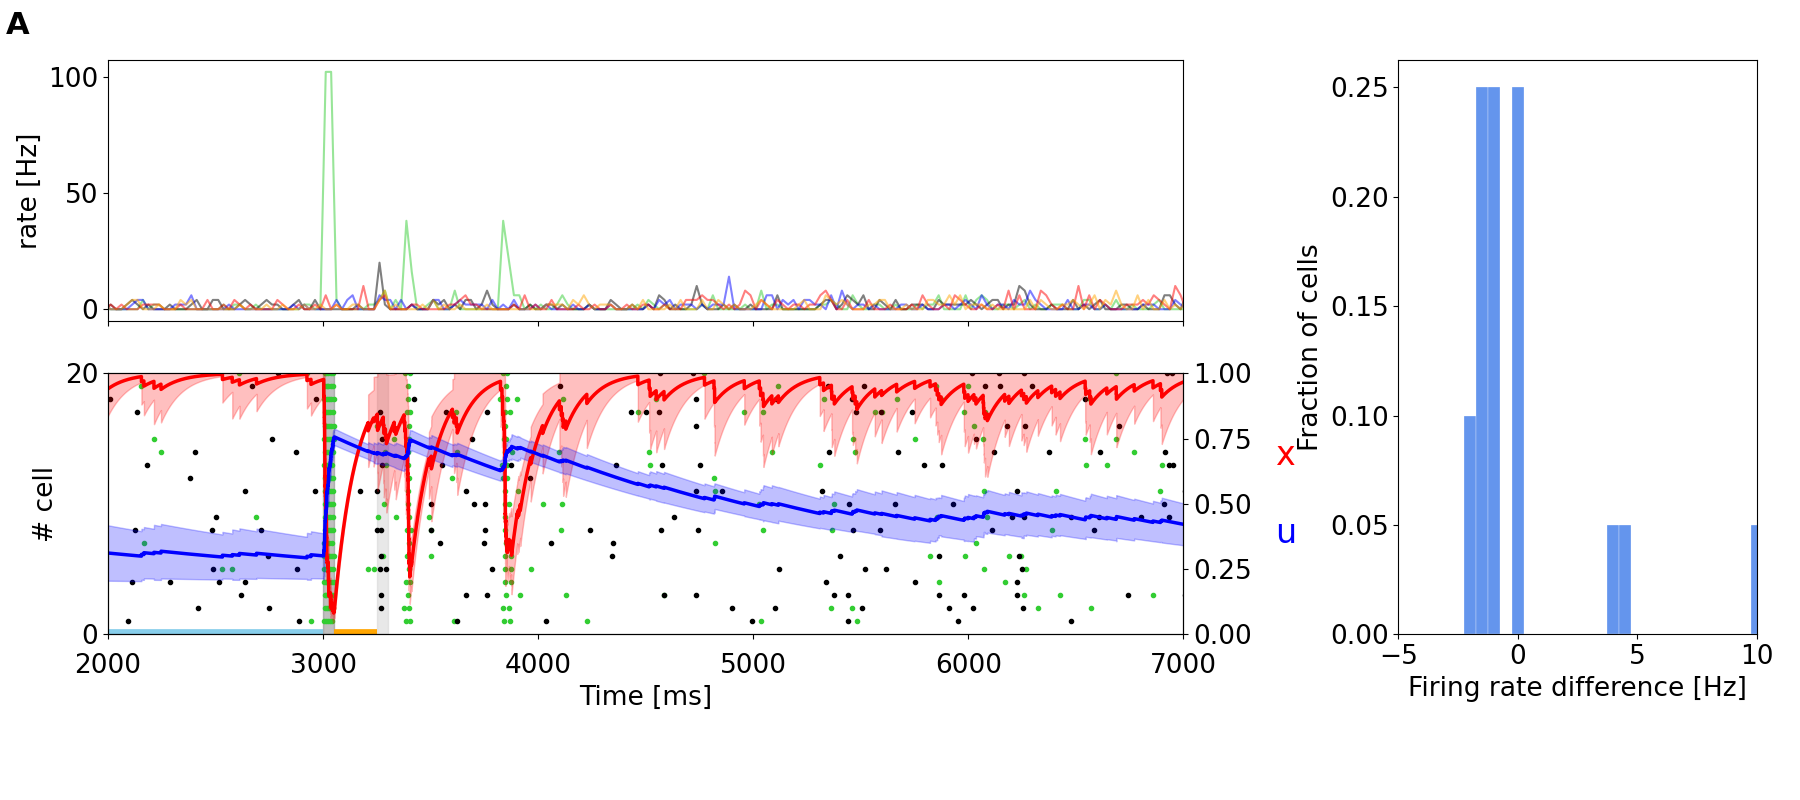 A
100
50
0
rate [Hz]
20
0
# cell
1.00
0.75
0.50
0.25
0.00
x
u
2000 3000 4000 5000 6000 7000
Time [ms]
0.25
0.20
0.15
0.10
0.05
0.00
Fraction of cells
−5 0 5 10
Firing rate difference [Hz]